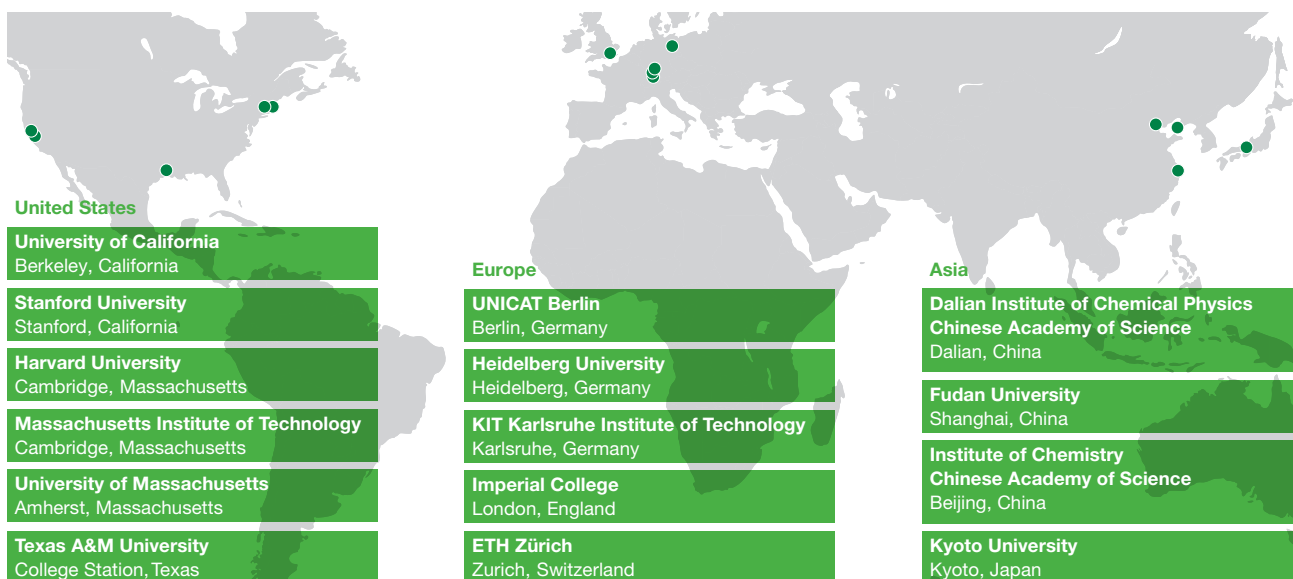 United States
University of California
Berkeley, California
Stanford University
Stanford, California
Harvard University
Cambridge, Massachusetts
Massachusetts Institute of Technology
Cambridge, Massachusetts
University of Massachusetts
Amherst, Massachusetts
Texas A&M University
College Station, Texas
Europe
UNICAT Berlin
Berlin, Germany
Heidelberg University
Heidelberg, Germany
KIT Karlsruhe Institute of Technology
Karlsruhe, Germany
Imperial College
London, England
ETH Zürich
Zurich, Switzerland
Asia
Dalian Institute of Chemical Physics
Chinese Academy of Science
Dalian, China
Fudan University
Shanghai, China
Institute of Chemistry
Chinese Academy of Science
Beijing, China
Kyoto University
Kyoto, Japan